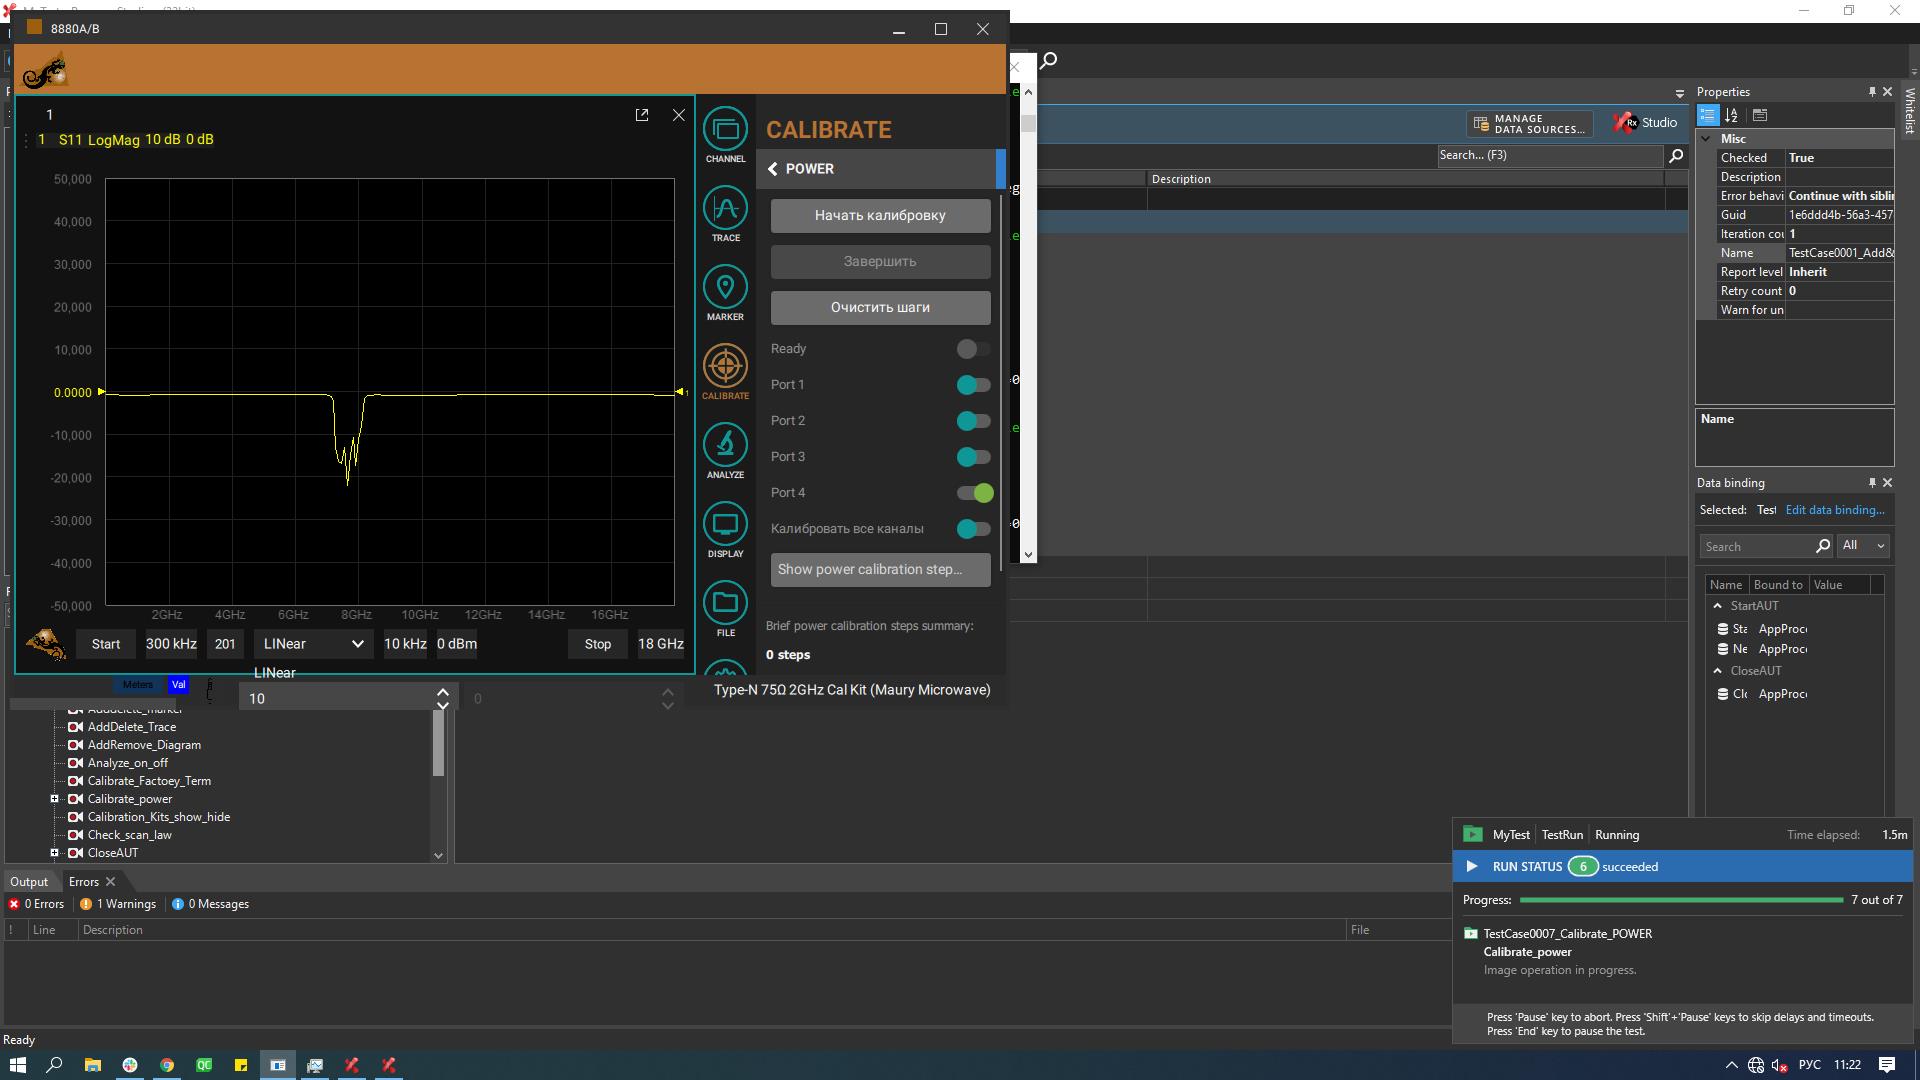 8880A/B
1
1 S11 LogMag 10 dB 0 dB
50,000
40,000
30,000
20,000
10,000
0.0000
-10,000
-20,000
-30,000
-40,000
-50,000
2GHz 4GHz 6GHz 8GHz 10GHz 12GHz 14GHz 16GHz
1
Start 300 kHz 201 LINear 10 kHz 0 dBm Stop 18 GHz
LINear
Meters Val
10
0
Type-N 75Ω 2GHz Cal Kit (Maury Microwave)
CHANNEL
TRACE
MARKER
CALIBRATE
ANALYZE
DISPLAY
FILE
CALIBRATE
POWER
Начать калибровку
Завершить
Очистить шаги
Ready
Port 1
Port 2
Port 3
Port 4
Калибровать все каналы
Show power calibration step...
Brief power calibration steps summary:
0 steps
MANAGE
DATA SOURCES...
Rx Studio
Search... (F3)
Description
Properties
Whitelist
Misc
Checked True
Description
Error behavi Continue with siblin
Guid 1e6ddd4b-56a3-457
Iteration cou 1
Name TestCase0001_Add&
Report level Inherit
Retry count 0
Warn for un
Name
Data binding
Selected: Test Edit data binding...
Search All
Name Bound to Value
StartAUT
Sta AppProce
Ne AppProce
CloseAUT
Clc AppProce
AddDelete_Trace
AddRemove_Diagram
Analyze_on_off
Calibrate_Factoey_Term
Calibrate_power
Calibration_Kits_show_hide
Check_scan_law
CloseAUT
Output Errors
0 Errors 1 Warnings 0 Messages
! Line Description File
Ready
MyTest TestRun Running Time elapsed: 1.5m
RUN STATUS 6 succeeded
Progress: 7 out of 7
TestCase0007_Calibrate_POWER
Calibrate_power
Image operation in progress.
Press 'Pause' key to abort. Press 'Shift'+'Pause' keys to skip delays and timeouts.
Press 'End' key to pause the test.
QC
РУС 11:22